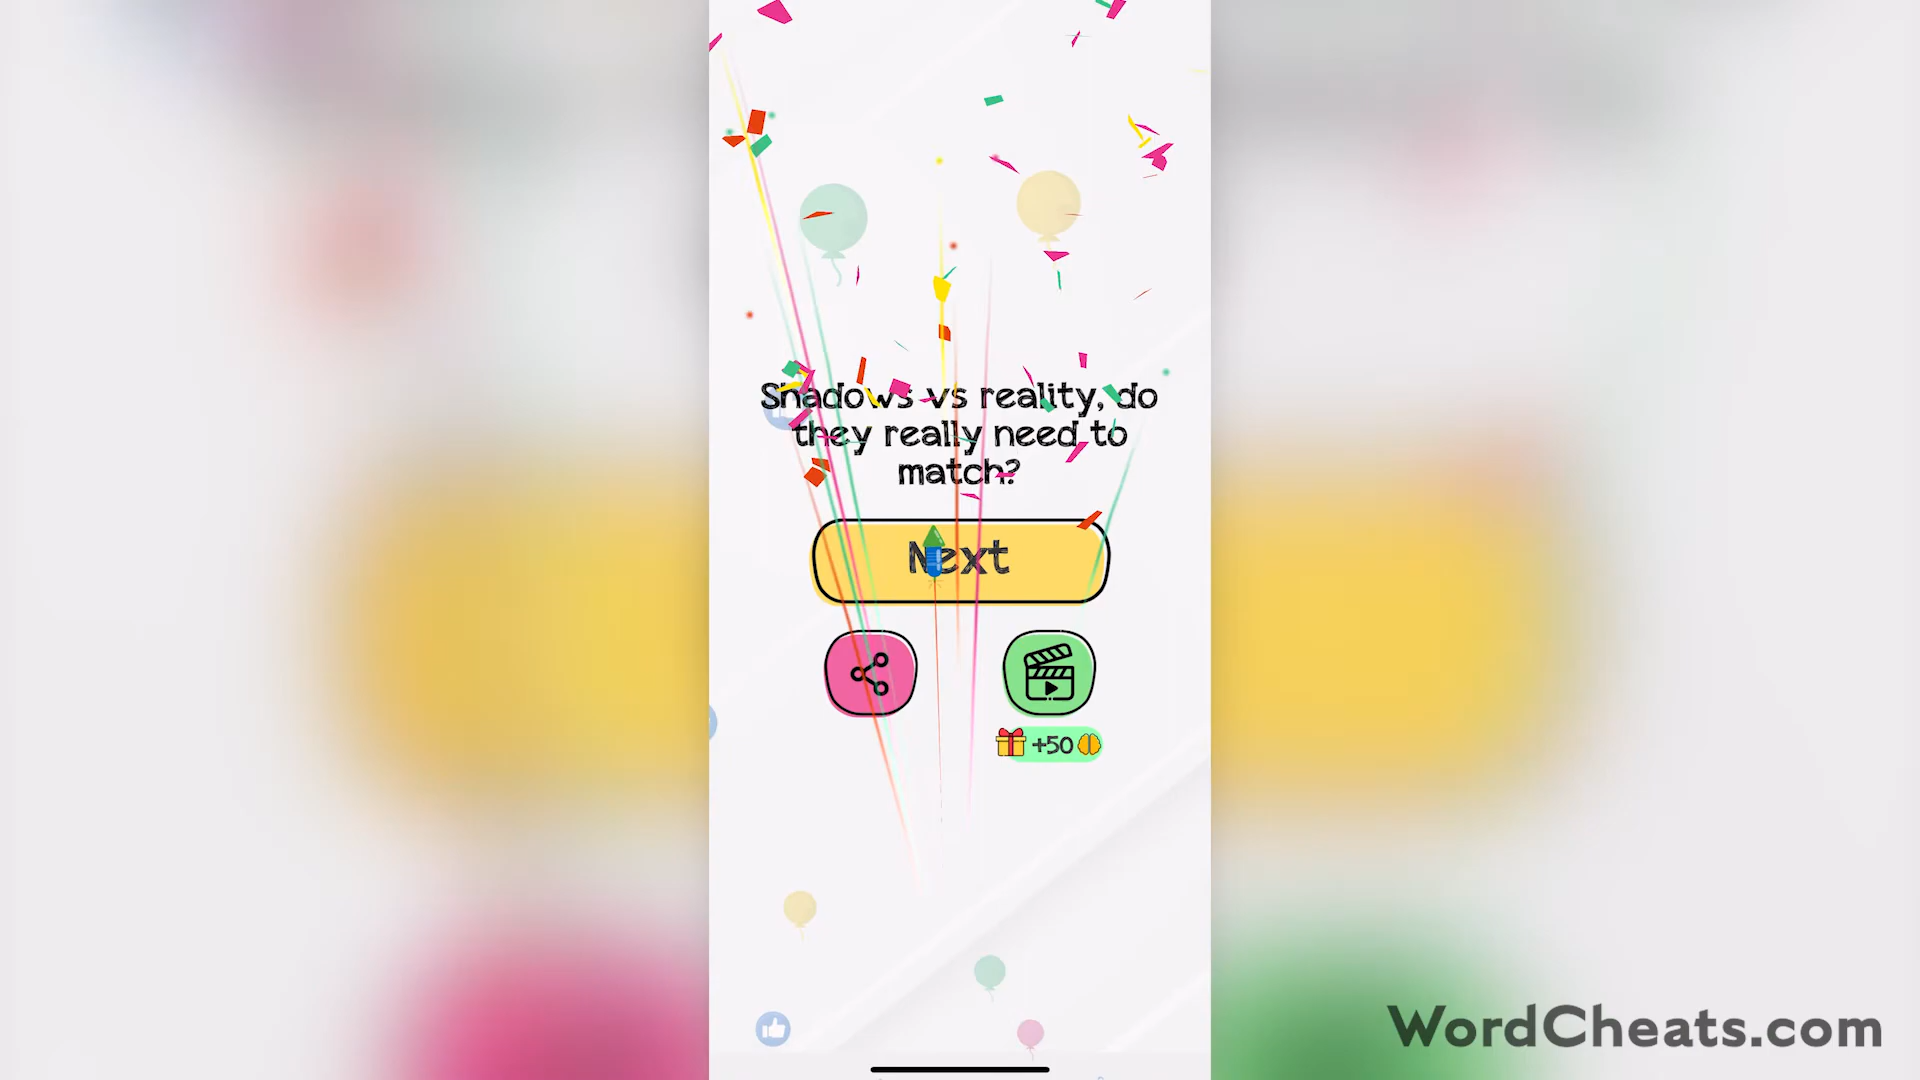 Shadows vs reality, do
they really need to
match?
Next
+50
WordCheats.com